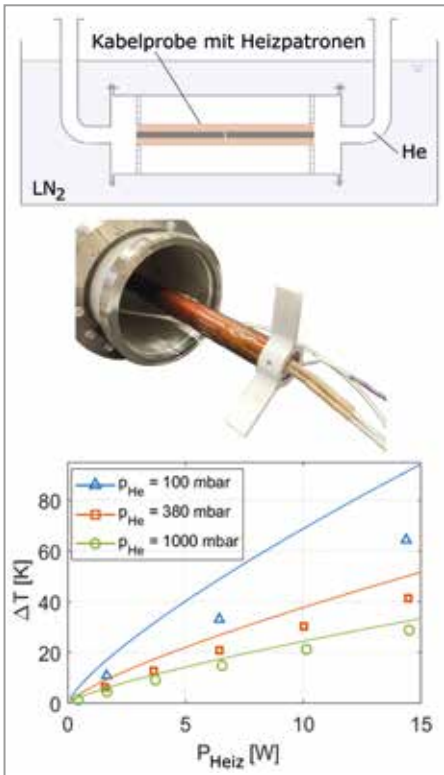 Kabelprobe mit Heizpatronen
He
LN2
pHe = 100 mbar
pHe = 380 mbar
pHe = 1000 mbar
80
60
40
20
0
ΔT [K]
0 5 10 15
PHeiz [W]